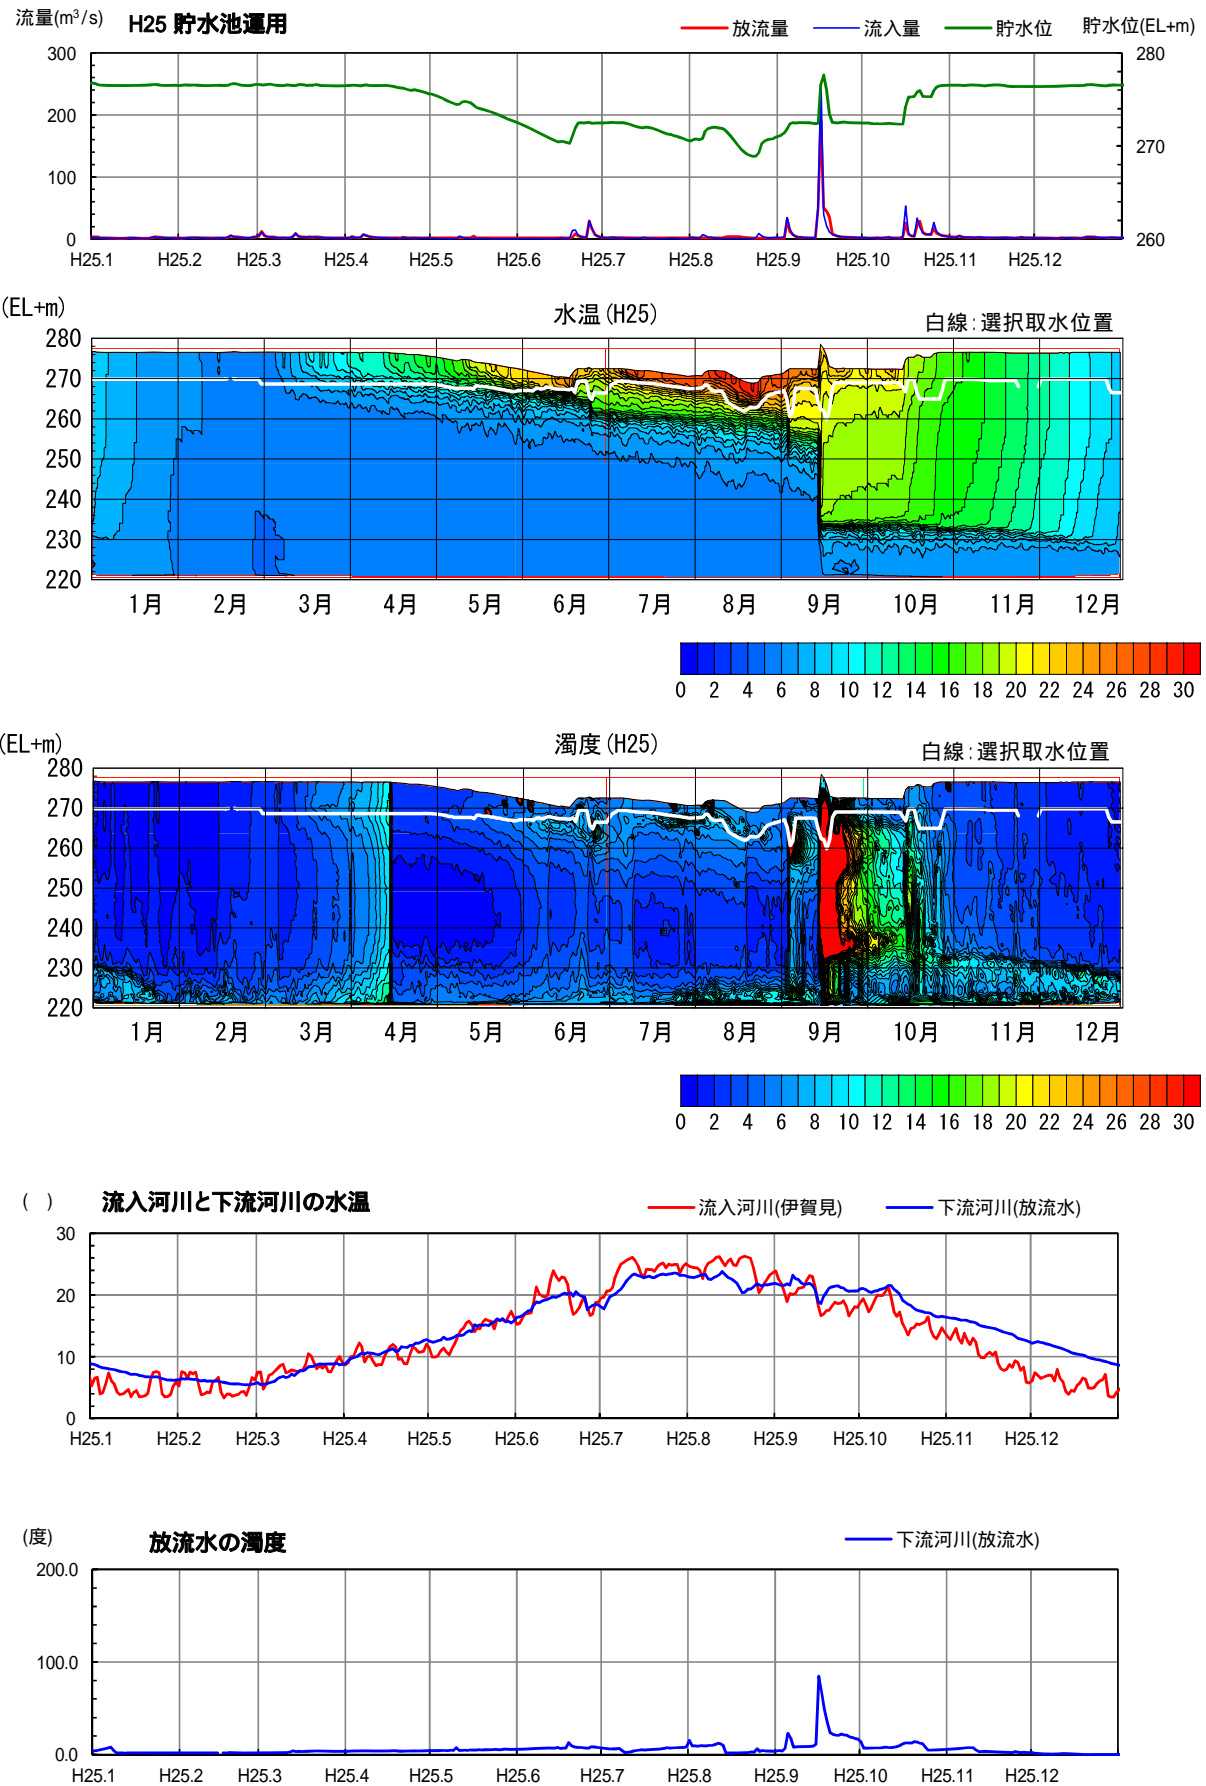 流量(m³/s) H25 貯水池運用 放流量 流入量 貯水位 貯水位(EL+m)
300 280
200
270
100
0 260
H25.1 H25.2 H25.3 H25.4 H25.5 H25.6 H25.7 H25.8 H25.9 H25.10 H25.11 H25.12
(EL+m) 水温(H25) 白線:選択取水位置
280
270
260
250
240
230
220
1月 2月 3月 4月 5月 6月 7月 8月 9月 10月 11月 12月
0 2 4 6 8 10 12 14 16 18 20 22 24 26 28 30
(EL+m) 濁度(H25) 白線:選択取水位置
280
270
260
250
240
230
220
1月 2月 3月 4月 5月 6月 7月 8月 9月 10月 11月 12月
0 2 4 6 8 10 12 14 16 18 20 22 24 26 28 30
( ) 流入河川と下流河川の水温 流入河川(伊賀見) 下流河川(放流水)
30
20
10
0
H25.1 H25.2 H25.3 H25.4 H25.5 H25.6 H25.7 H25.8 H25.9 H25.10 H25.11 H25.12
(度) 放流水の濁度 下流河川(放流水)
200.0
100.0
0.0
H25.1 H25.2 H25.3 H25.4 H25.5 H25.6 H25.7 H25.8 H25.9 H25.10 H25.11 H25.12